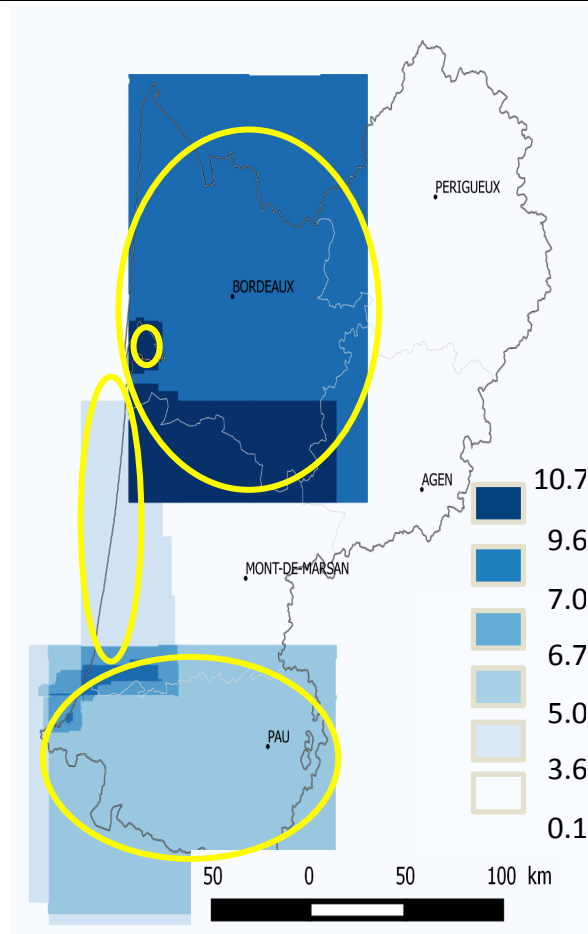 PERIGUEUX
BORDEAUX
AGEN
10.7
9.6
MONT-DE-MARSAN
7.0
6.7
5.0
PAU
3.6
0.1
50 0 50 100 km